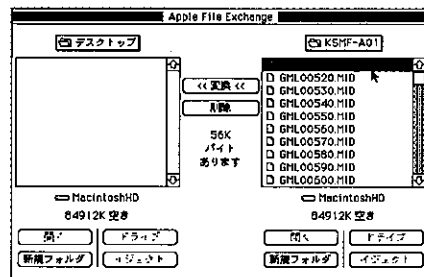 Apple File Exchange
デスクトップ
KSMF-A01
<< 変換 <<
削除
56K
バイト
あります
GML00520.MID
GML00530.MID
GML00540.MID
GML00550.MID
GML00560.MID
GML00570.MID
GML00580.MID
GML00590.MID
GML00600.MID
MacintoshHD
84912K 空き
開く
ドライブ
新規フォルダ
イジェクト
MacintoshHD
84912K 空き
開く
ドライブ
新規フォルダ
イジェクト